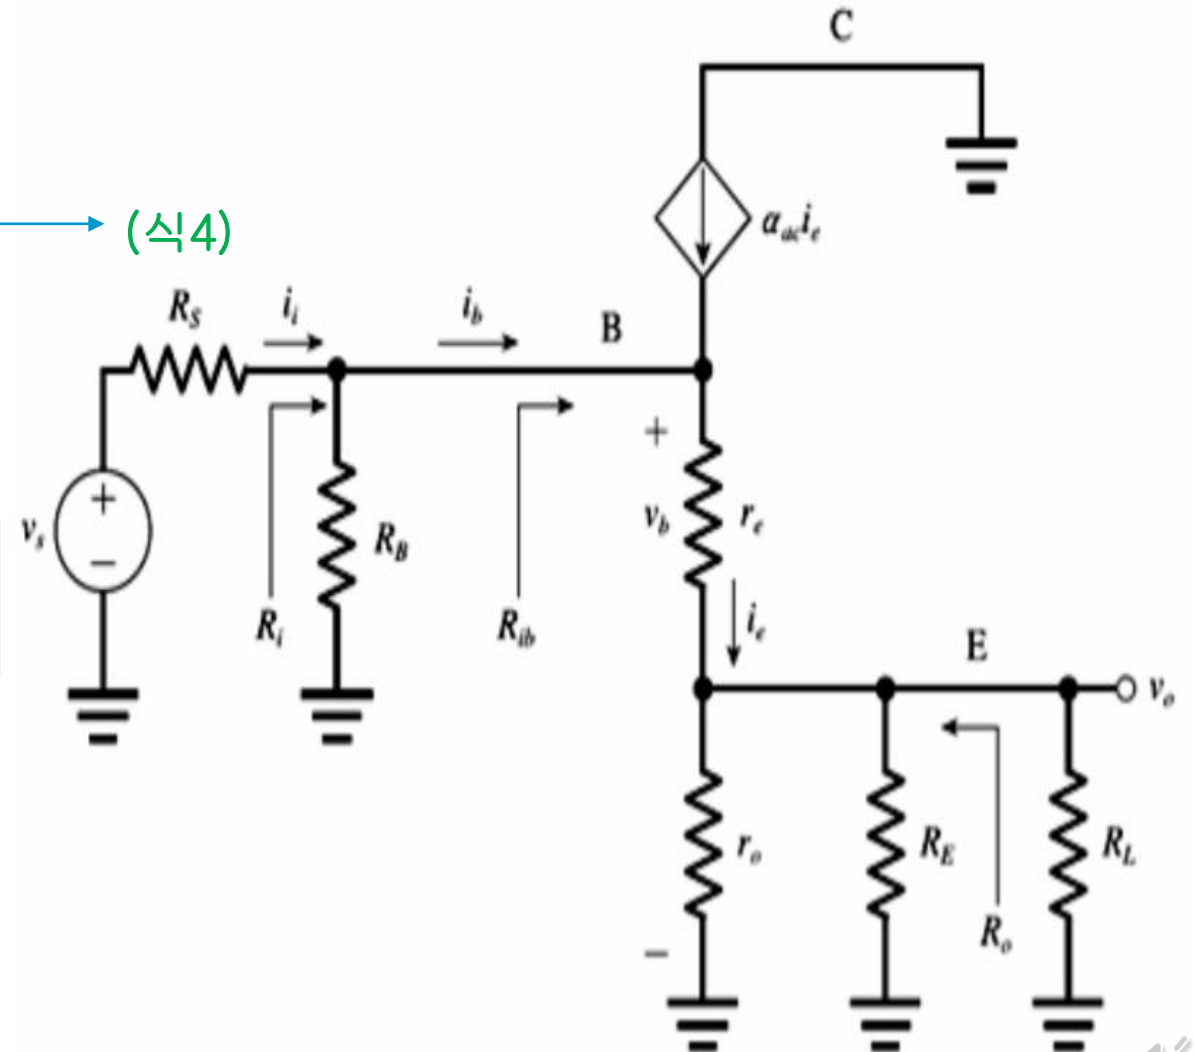 C
α_ac i_e
(식4)
R_S
i_i
i_b
B
+
v_s
+
−
R_B
R_i
R_ib
v_b
r_e
i_e
E
v_o
r_o
R_E
R_L
R_o
−